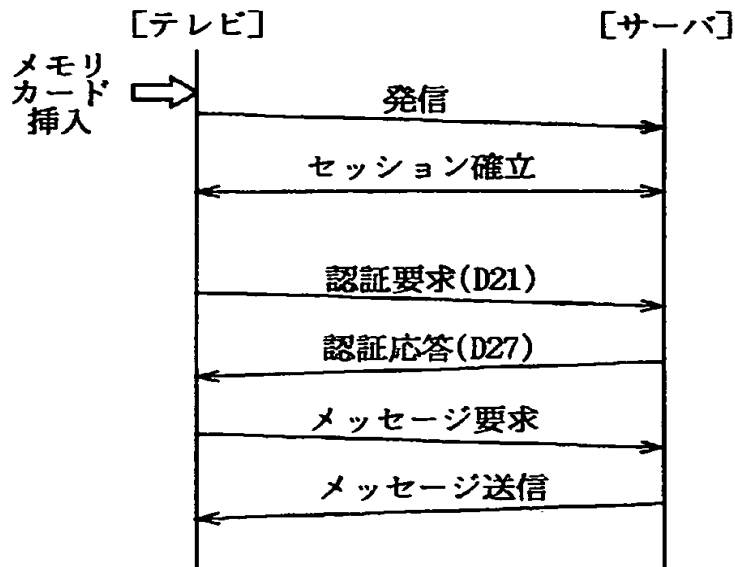 [テレビ]
[サーバ]
メモリ
カード
挿入
発信
セッション確立
認証要求(D21)
認証応答(D27)
メッセージ要求
メッセージ送信